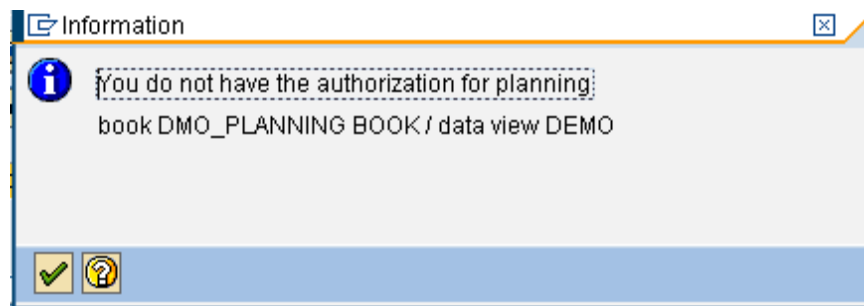 Information
You do not have the authorization for planning
book DMO_PLANNING BOOK / data view DEMO